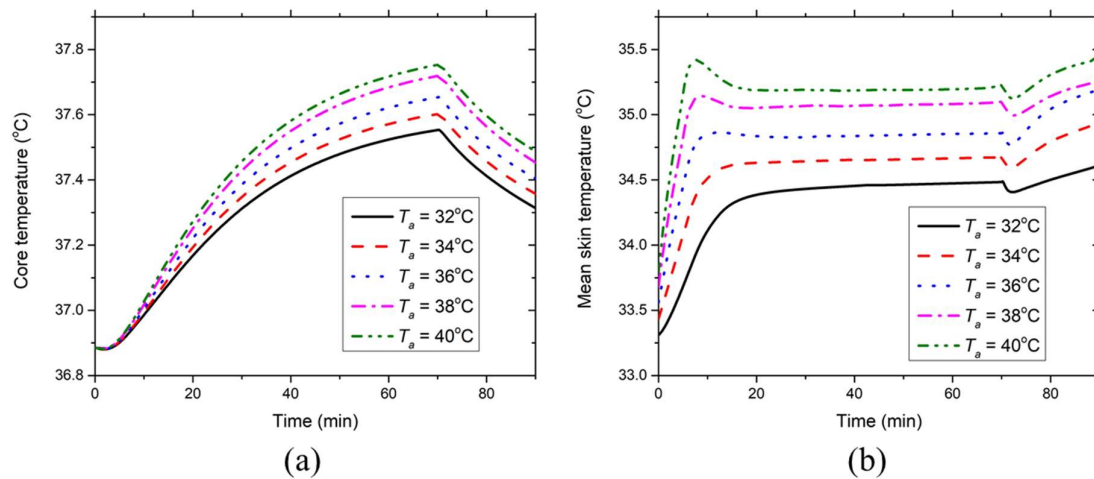 Core temperature (°C)
37.8
37.6
37.4
37.2
37.0
36.8
0
20
40
60
80
Time (min)
Tₐ = 32°C
Tₐ = 34°C
Tₐ = 36°C
Tₐ = 38°C
Tₐ = 40°C
(a)
Mean skin temperature (°C)
35.5
35.0
34.5
34.0
33.5
33.0
0
20
40
60
80
Time (min)
Tₐ = 32°C
Tₐ = 34°C
Tₐ = 36°C
Tₐ = 38°C
Tₐ = 40°C
(b)